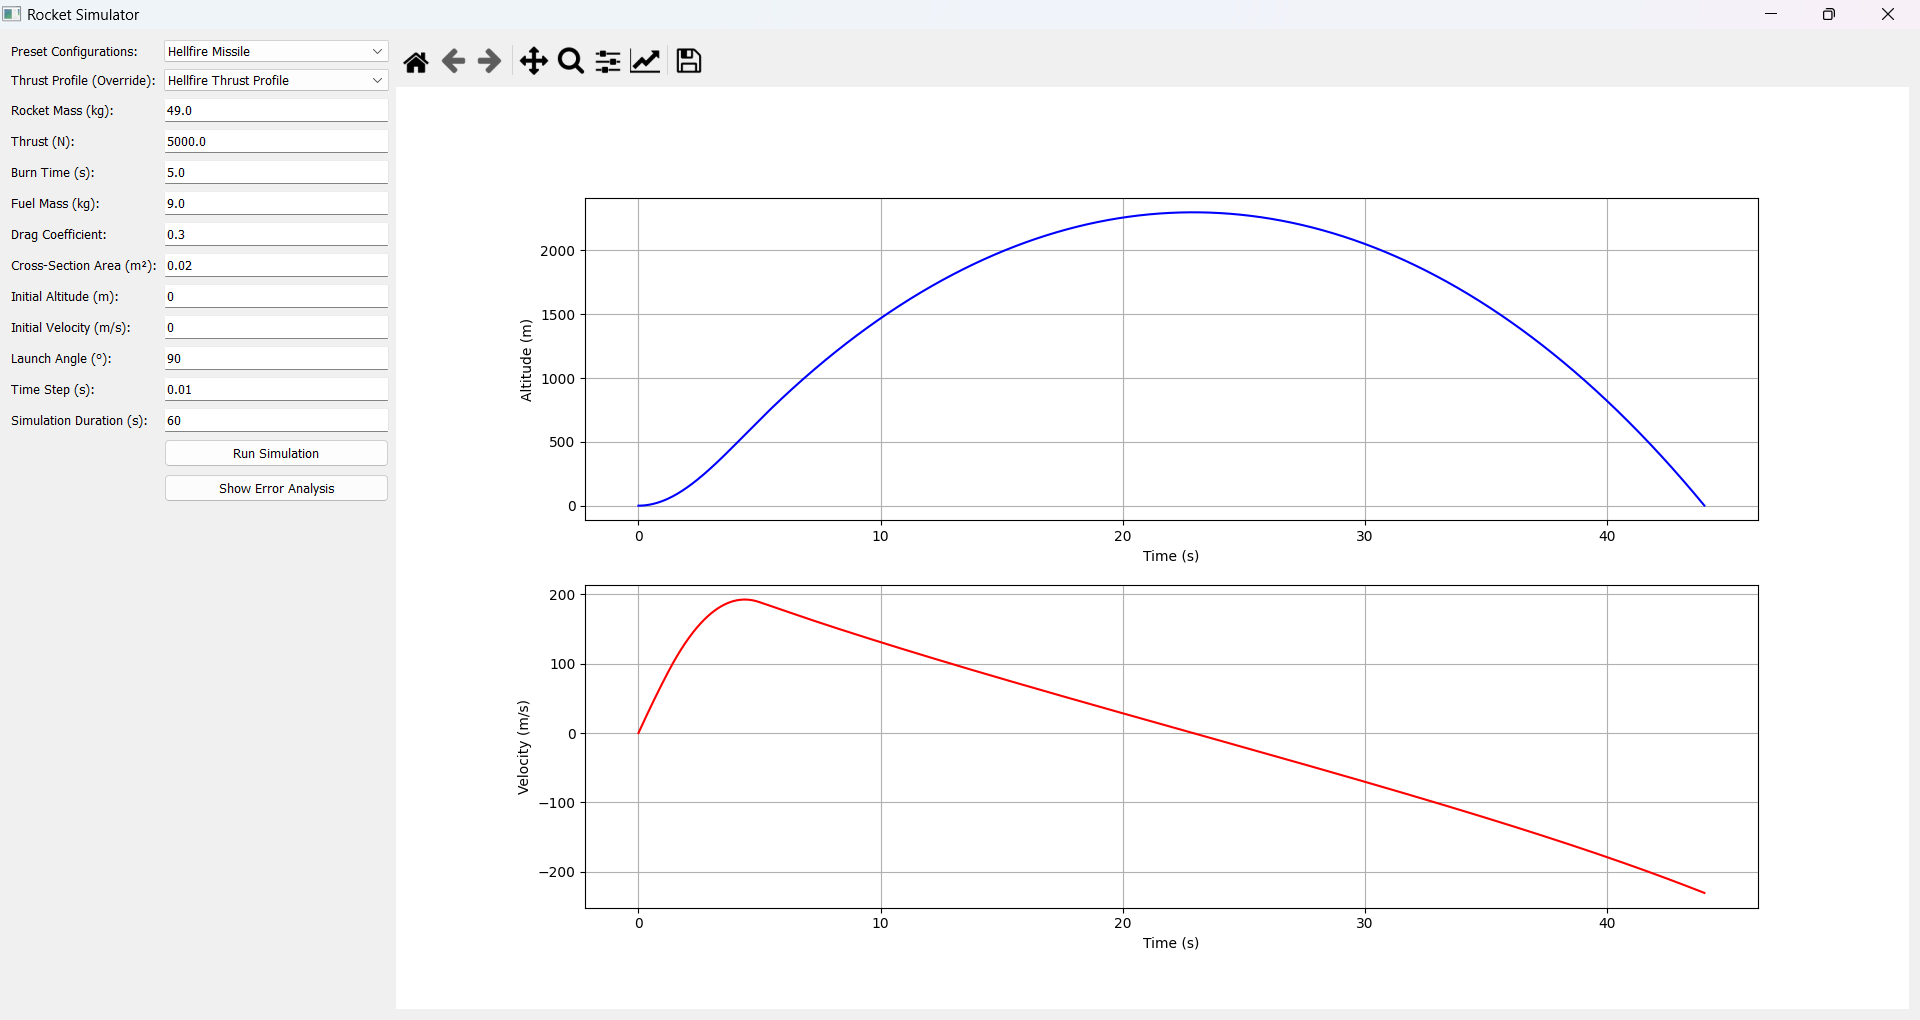 Rocket Simulator
Preset Configurations: Hellfire Missile
Thrust Profile (Override): Hellfire Thrust Profile
Rocket Mass (kg): 49.0
Thrust (N): 5000.0
Burn Time (s): 5.0
Fuel Mass (kg): 9.0
Drag Coefficient: 0.3
Cross-Section Area (m²): 0.02
Initial Altitude (m): 0
Initial Velocity (m/s): 0
Launch Angle (°): 90
Time Step (s): 0.01
Simulation Duration (s): 60
Run Simulation
Show Error Analysis
Altitude (m)
2000
1500
1000
500
0
0 10 20 30 40
Time (s)
Velocity (m/s)
200
100
0
−100
−200
0 10 20 30 40
Time (s)